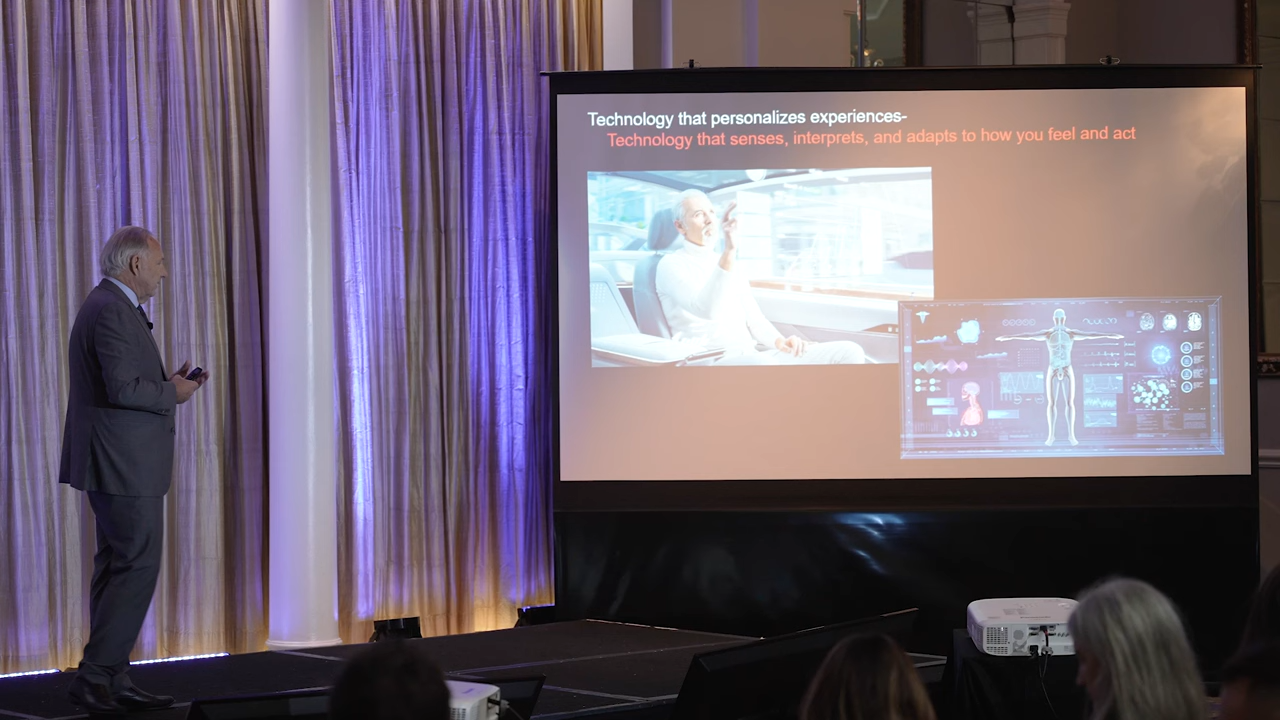 Technology that personalizes experiences-
Technology that senses, interprets, and adapts to how you feel and act